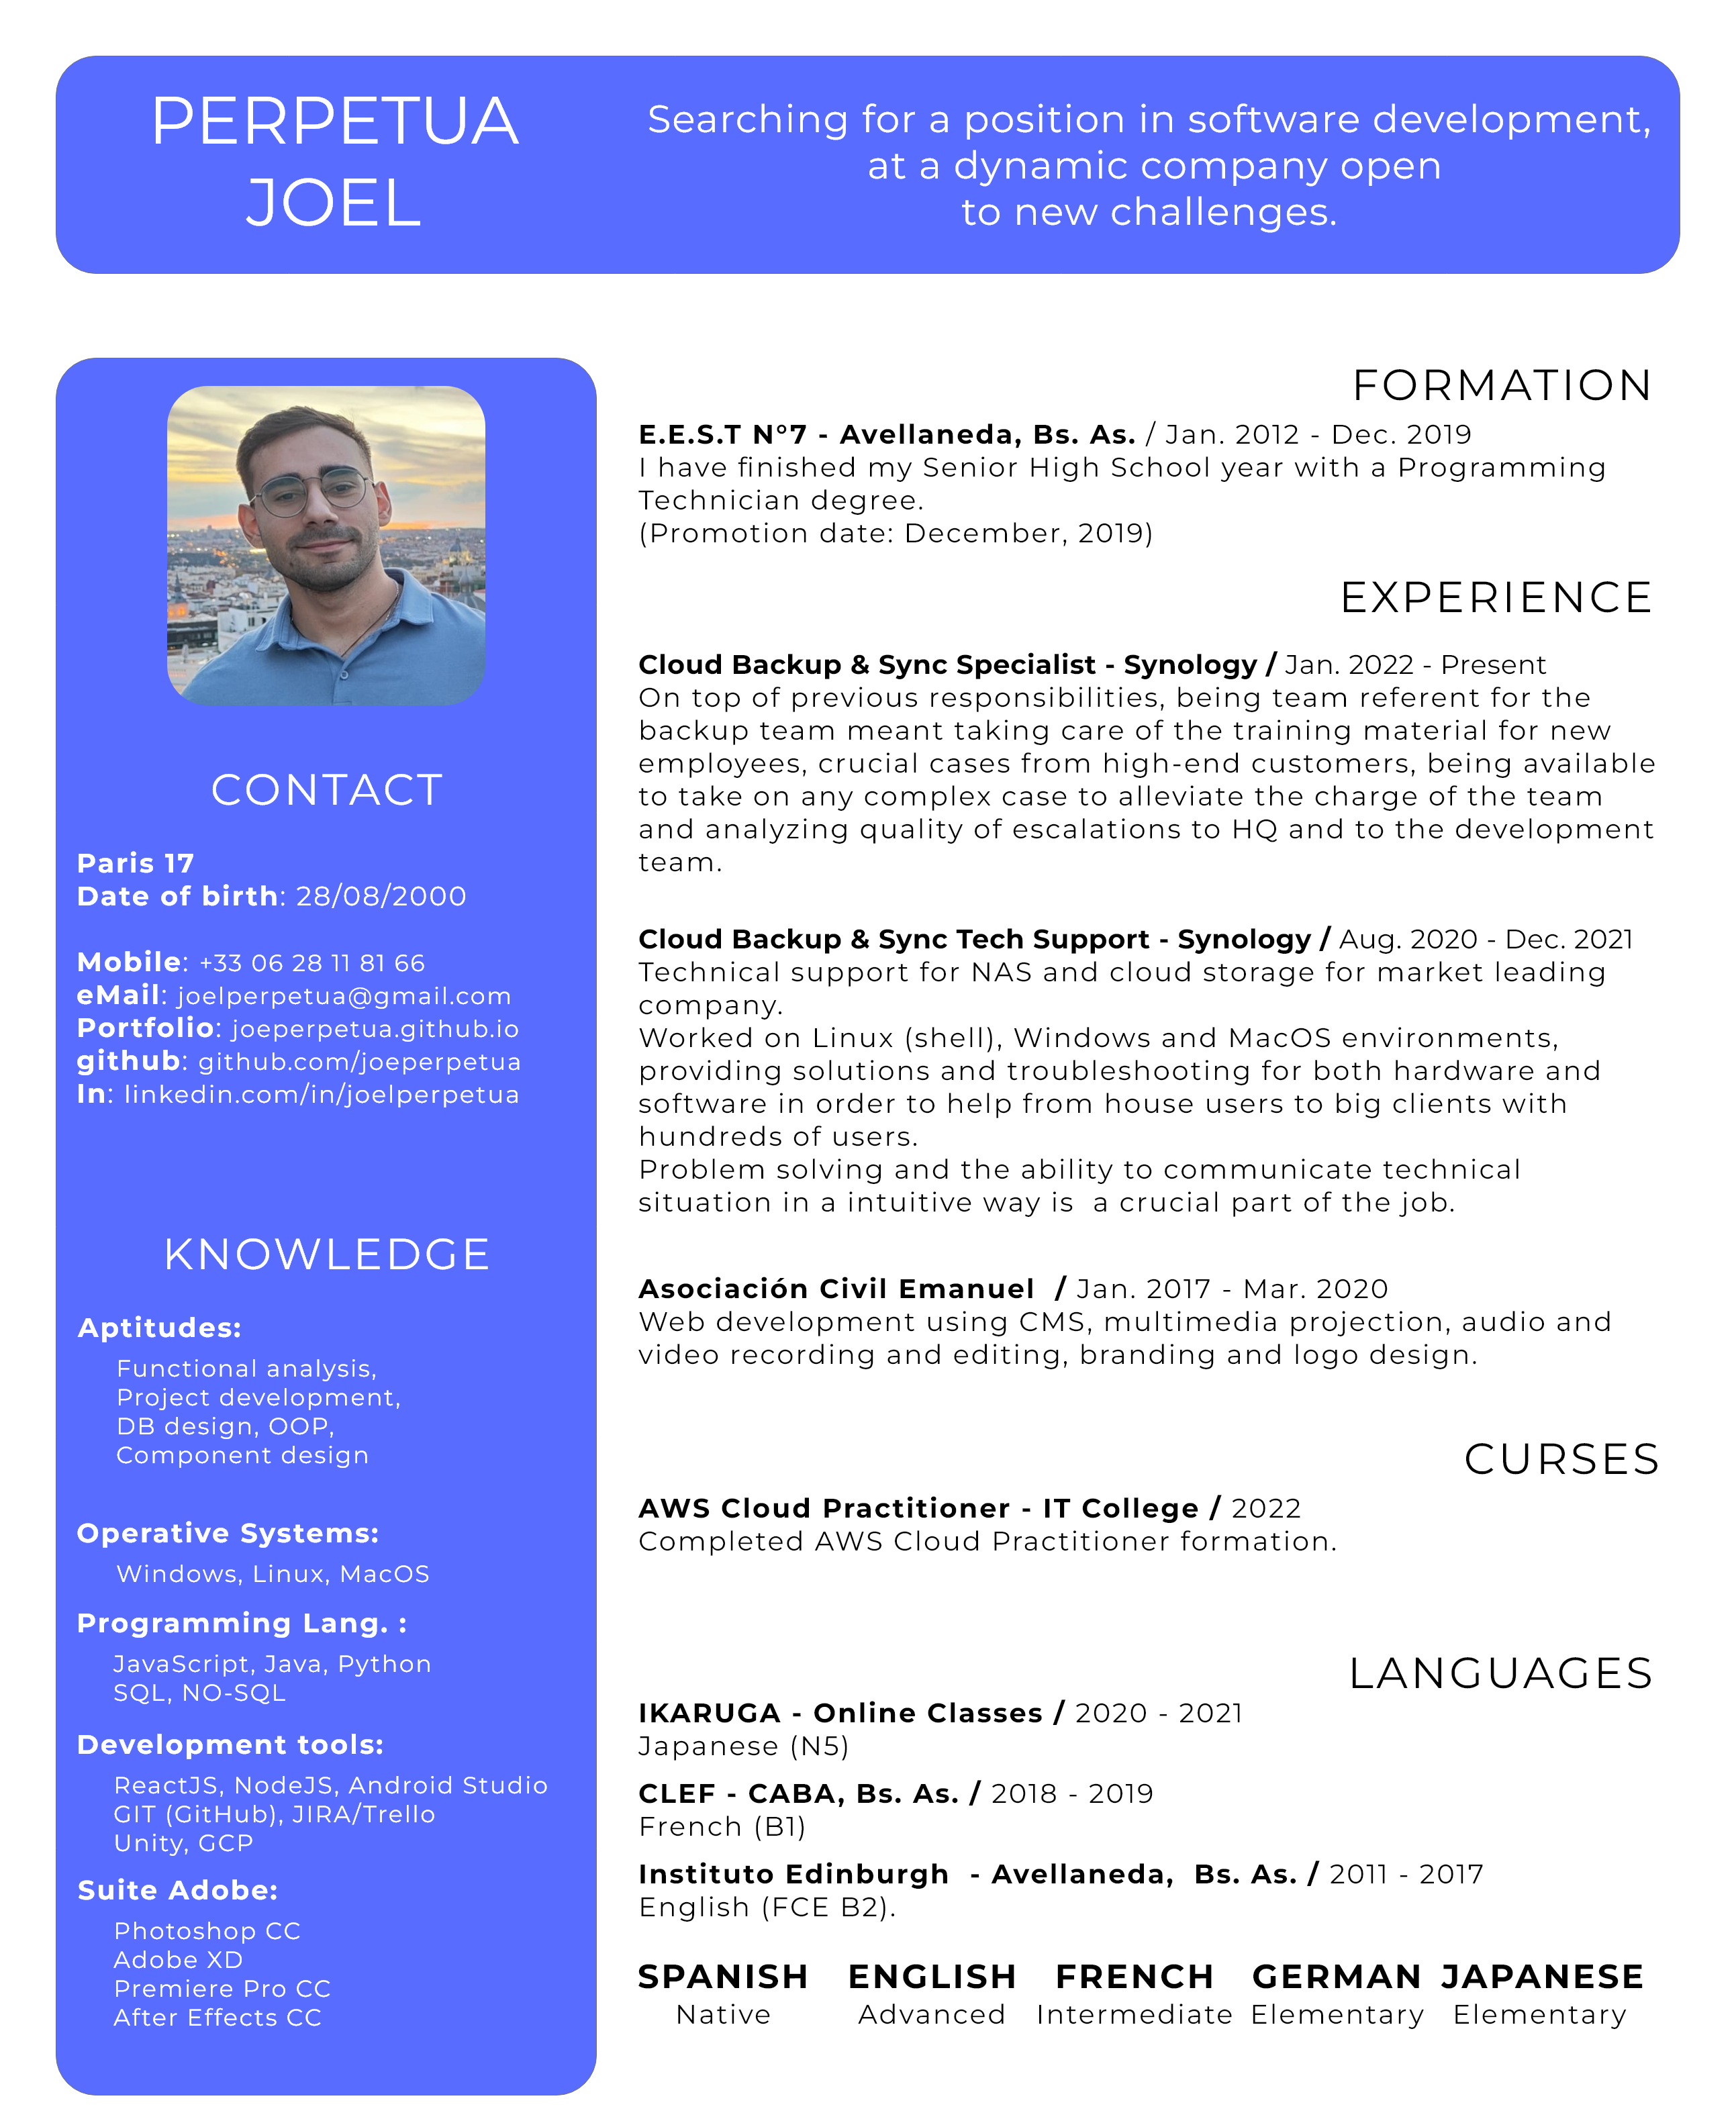 PERPETUA
JOEL
Searching for a position in software development,
at a dynamic company open
to new challenges.
CONTACT
Paris 17
Date of birth: 28/08/2000
Mobile: +33 06 28 11 81 66
eMail: joelperpetua@gmail.com
Portfolio: joeperpetua.github.io
github: github.com/joeperpetua
In: linkedin.com/in/joelperpetua
KNOWLEDGE
Aptitudes:
Functional analysis,
Project development,
DB design, OOP,
Component design
Operative Systems:
Windows, Linux, MacOS
Programming Lang. :
JavaScript, Java, Python
SQL, NO-SQL
Development tools:
ReactJS, NodeJS, Android Studio
GIT (GitHub), JIRA/Trello
Unity, GCP
Suite Adobe:
Photoshop CC
Adobe XD
Premiere Pro CC
After Effects CC
FORMATION
E.E.S.T N°7 - Avellaneda, Bs. As. / Jan. 2012 - Dec. 2019
I have finished my Senior High School year with a Programming
Technician degree.
(Promotion date: December, 2019)
EXPERIENCE
Cloud Backup & Sync Specialist - Synology / Jan. 2022 - Present
On top of previous responsibilities, being team referent for the
backup team meant taking care of the training material for new
employees, crucial cases from high-end customers, being available
to take on any complex case to alleviate the charge of the team
and analyzing quality of escalations to HQ and to the development
team.
Cloud Backup & Sync Tech Support - Synology / Aug. 2020 - Dec. 2021
Technical support for NAS and cloud storage for market leading
company.
Worked on Linux (shell), Windows and MacOS environments,
providing solutions and troubleshooting for both hardware and
software in order to help from house users to big clients with
hundreds of users.
Problem solving and the ability to communicate technical
situation in a intuitive way is  a crucial part of the job.
Asociación Civil Emanuel  / Jan. 2017 - Mar. 2020
Web development using CMS, multimedia projection, audio and
video recording and editing, branding and logo design.
CURSES
AWS Cloud Practitioner - IT College / 2022
Completed AWS Cloud Practitioner formation.
LANGUAGES
IKARUGA - Online Classes / 2020 - 2021
Japanese (N5)
CLEF - CABA, Bs. As. / 2018 - 2019
French (B1)
Instituto Edinburgh  - Avellaneda,  Bs. As. / 2011 - 2017
English (FCE B2).
SPANISH ENGLISH FRENCH GERMAN JAPANESE
Native Advanced Intermediate Elementary Elementary